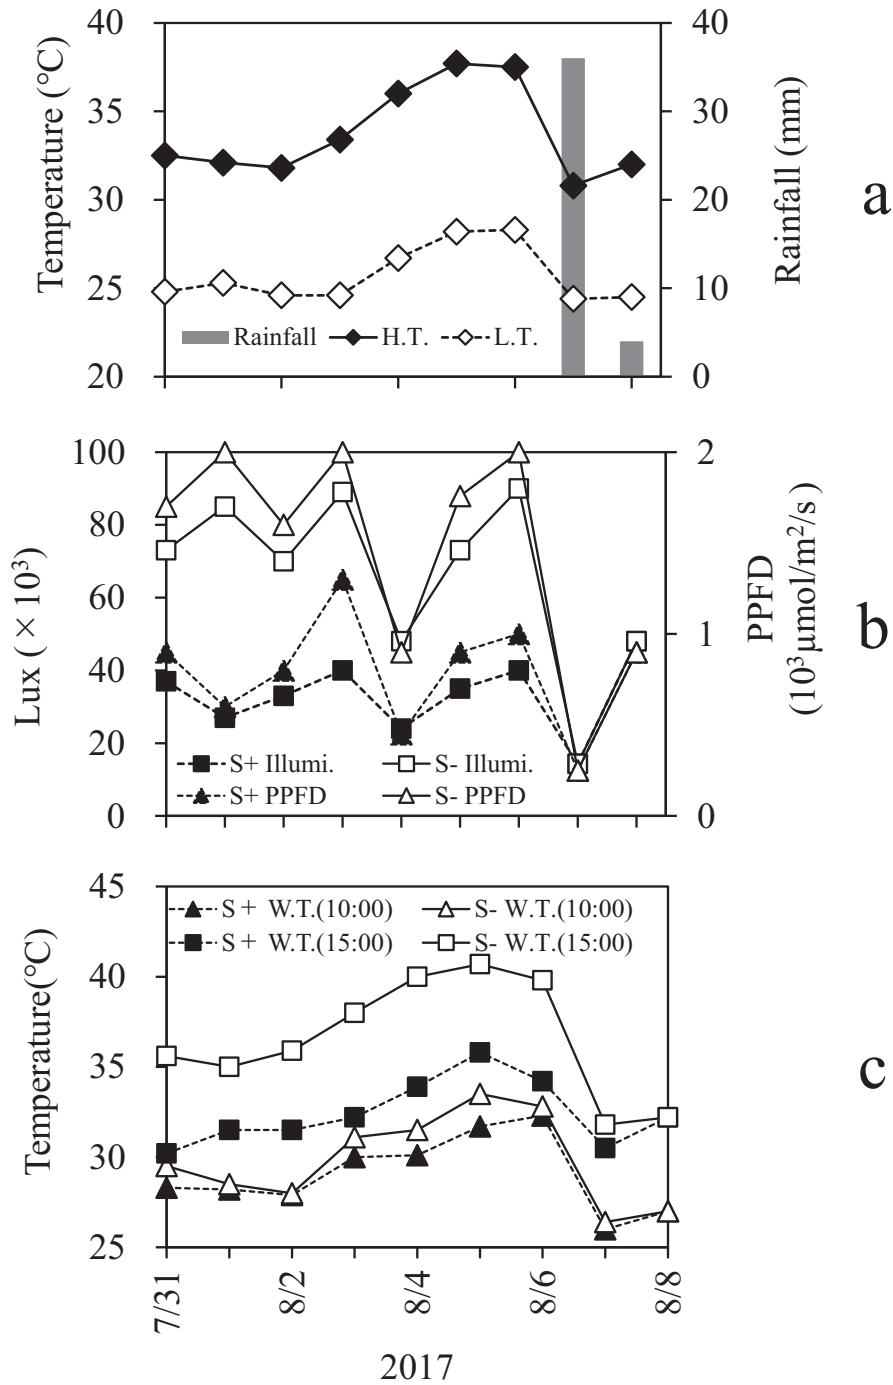 40
35
30
25
20
Temperature (°C)
40
30
20
10
0
Rainfall (mm)
Rainfall
H.T.
L.T.
a
100
80
60
40
20
0
Lux ( × 10³)
2
1
0
PPFD
(10³μmol/m²/s )
S+ Illumi.
S- Illumi.
S+ PPFD
S- PPFD
b
45
40
35
30
25
Temperature(°C)
S + W.T.(10:00)
S- W.T.(10:00)
S + W.T.(15:00)
S- W.T.(15:00)
c
7/31
8/2
8/4
8/6
8/8
2017